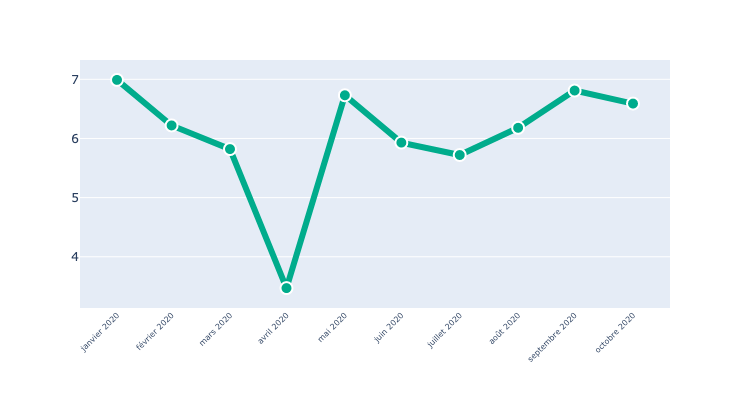 7
6
5
4
janvier 2020
février 2020
mars 2020
avril 2020
mai 2020
juin 2020
juillet 2020
août 2020
septembre 2020
octobre 2020